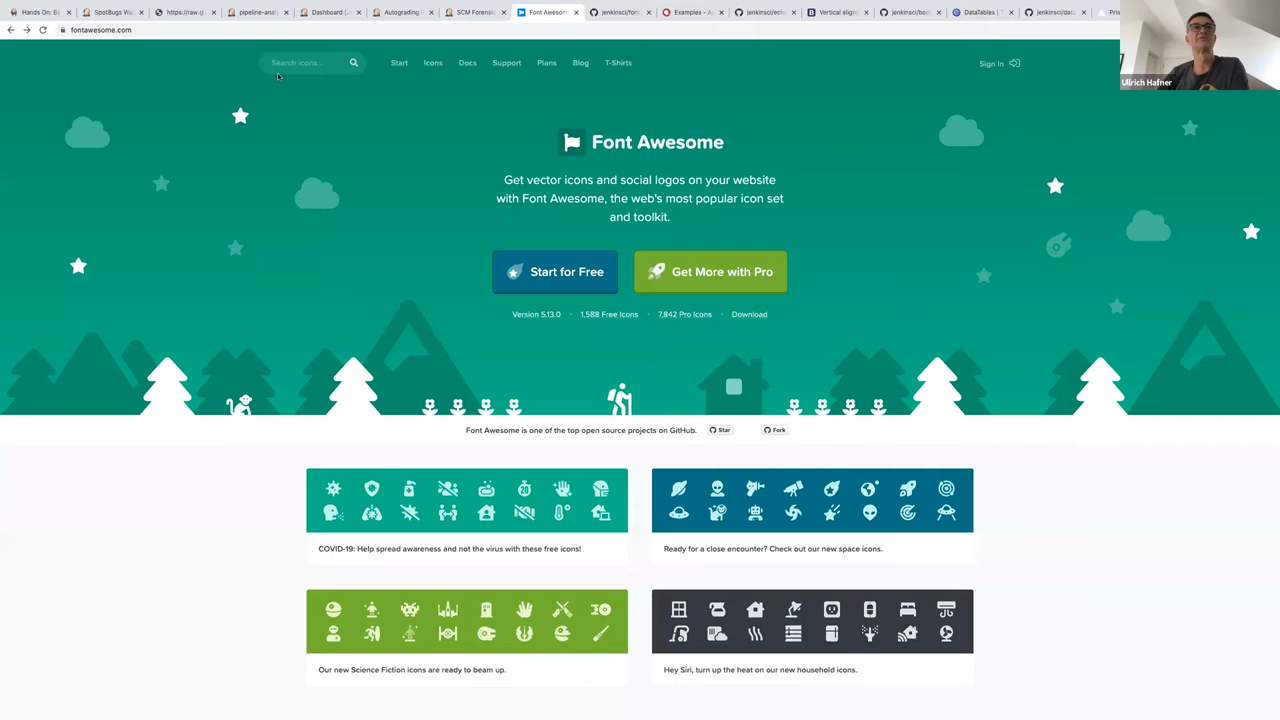 Hands On: B
SpotBugs Wa
https://raw.g
pipeline-anal
Dashboard [
Autograding
SCM Forensi
Font Awesom
jenkinsci/font
Examples - A
jenkinsci/ech
Vertical alignm
jenkinsci/boo
DataTables | T
jenkinsci/data
Pris
fontawesome.com
Search icons...
Start
Icons
Docs
Support
Plans
Blog
T-Shirts
Sign In
Ullrich Hafner
Font Awesome
Get vector icons and social logos on your website
with Font Awesome, the web's most popular icon set
and toolkit.
Start for Free
Get More with Pro
Version 5.13.0 · 1,588 Free Icons · 7,842 Pro Icons · Download
Font Awesome is one of the top open source projects on GitHub.
Star
Fork
20
COVID-19: Help spread awareness and not the virus with these free icons!
Ready for a close encounter? Check out our new space icons.
Our new Science Fiction icons are ready to beam up.
Hey Siri, turn up the heat on our new household icons.